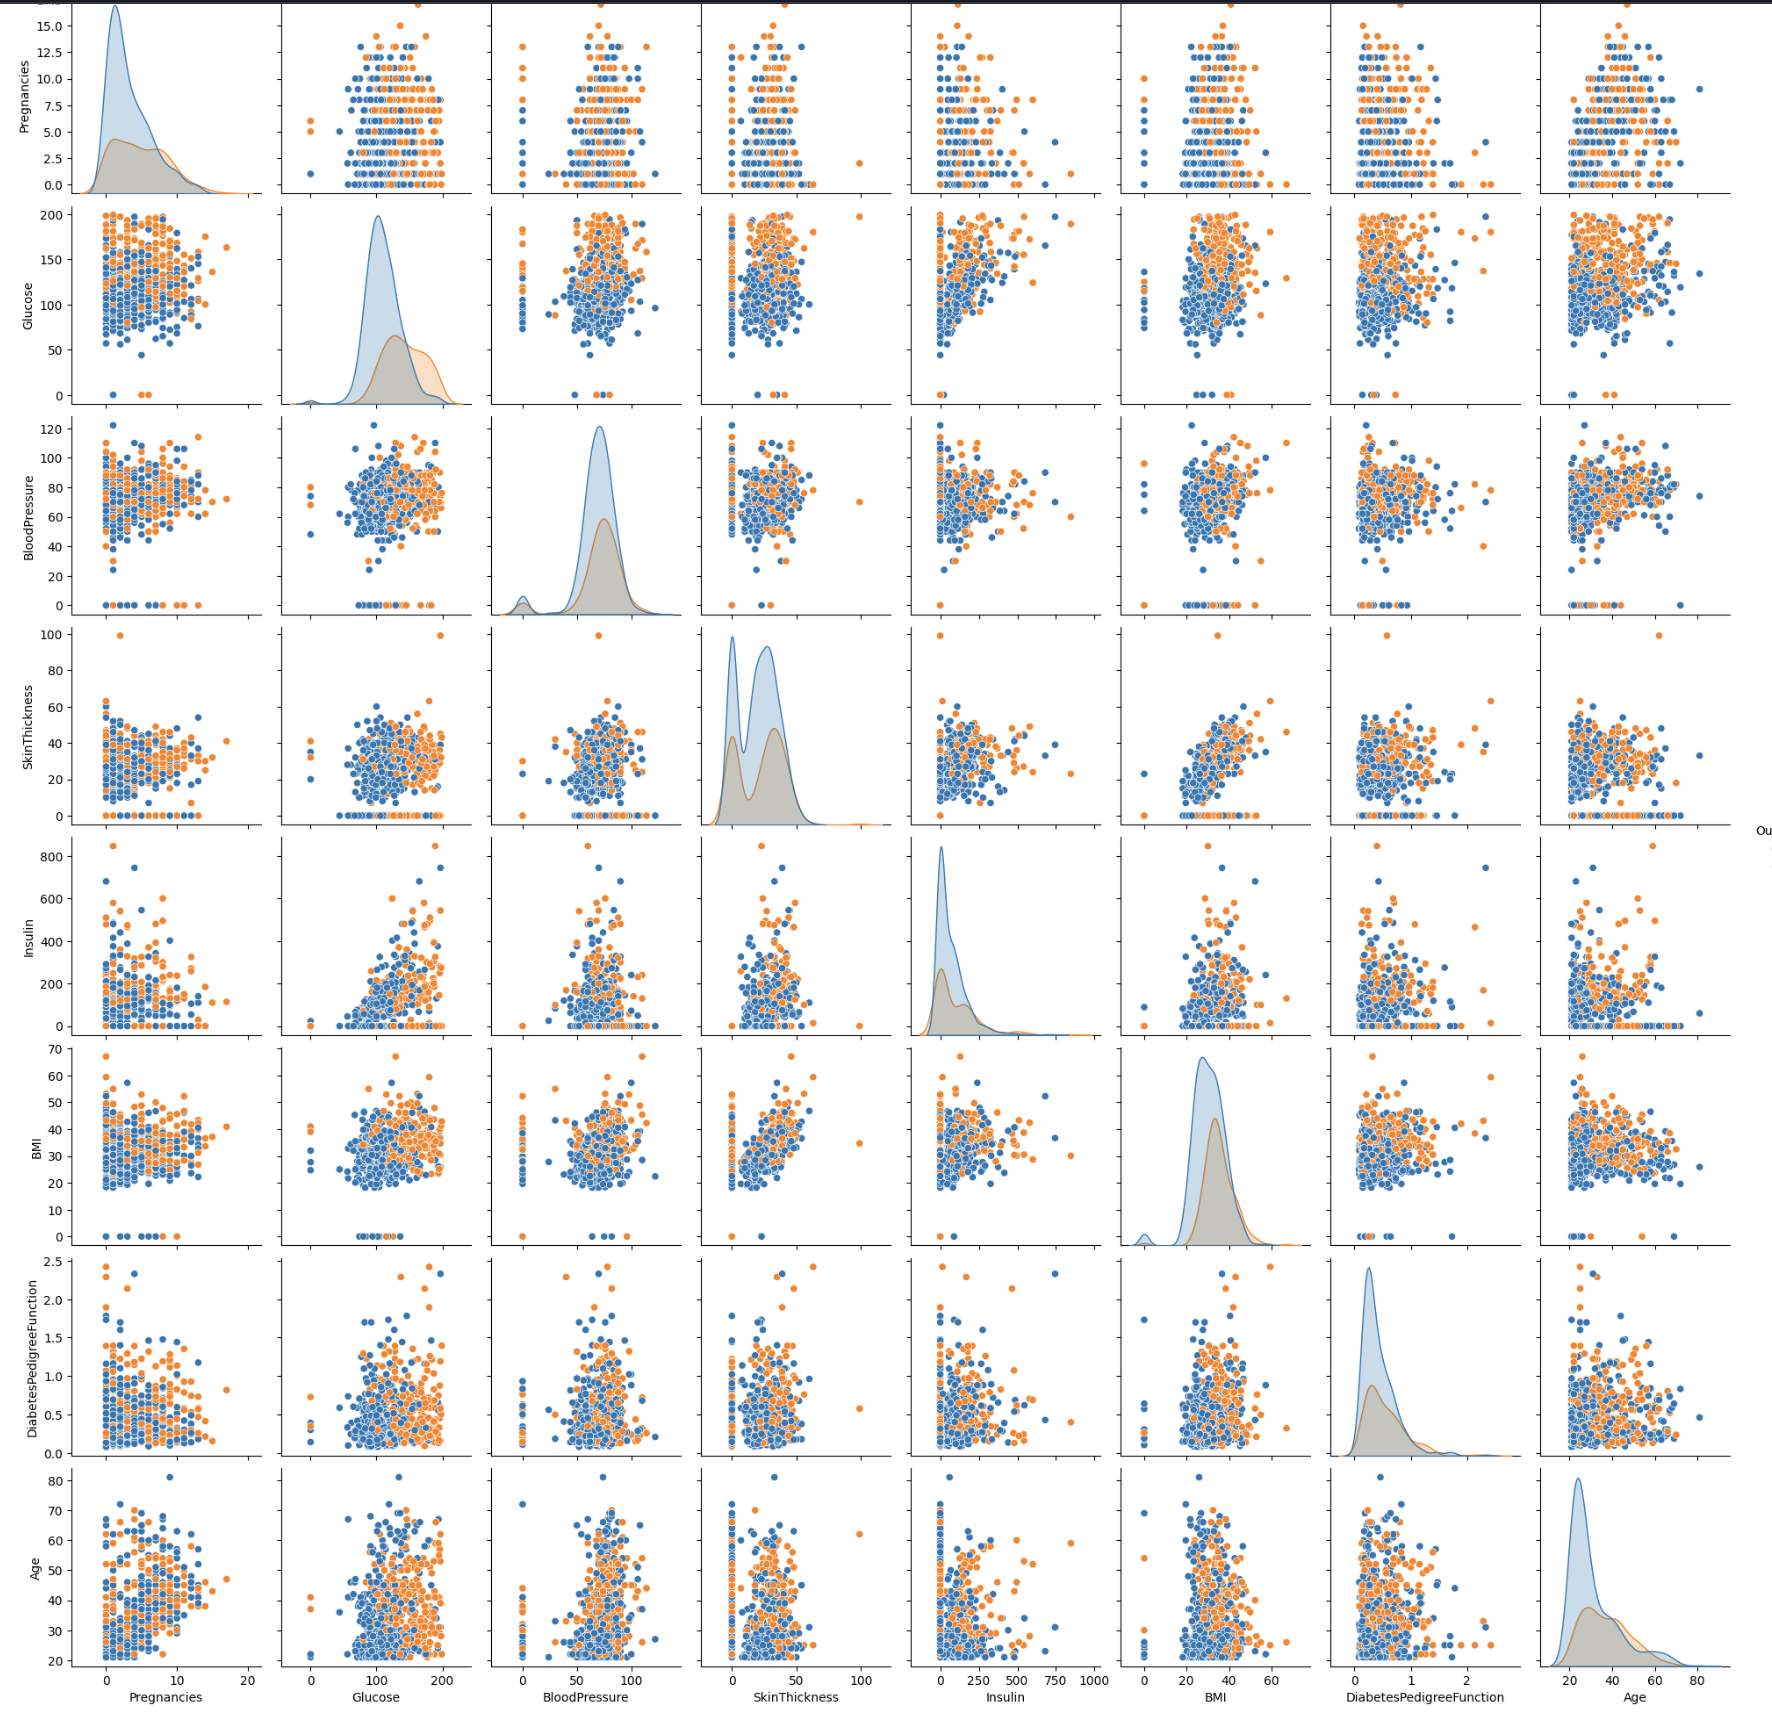 15.0
12.5
10.0
7.5
5.0
2.5
0.0
Pregnancies
200
150
100
50
0
Glucose
120
100
80
60
40
20
0
BloodPressure
100
80
60
40
20
0
SkinThickness
Ou
800
600
400
200
0
Insulin
70
60
50
40
30
20
10
0
BMI
2.5
2.0
1.5
1.0
0.5
0.0
DiabetesPedigreeFunction
80
70
60
50
40
30
20
Age
0 10 20
0 100 200
0 50 100
0 50 100
0 250 500 750 1000
0 20 40 60
0 1 2
20 40 60 80
Pregnancies Glucose BloodPressure SkinThickness Insulin BMI DiabetesPedigreeFunction Age